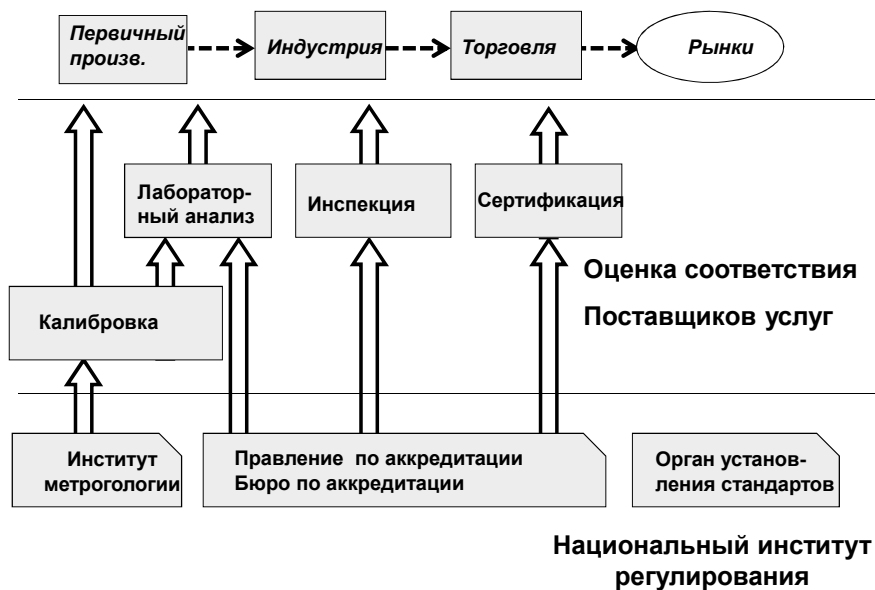 Первичный
произв.
Индустрия
Торговля
Рынки
Лаборатор-
ный анализ
Инспекция
Сертификация
Оценка соответствия
Поставщиков услуг
Калибровка
Институт
метрогологии
Правление по аккредитации
Бюро по аккредитации
Орган установ-
ления стандартов
Национальный институт
регулирования